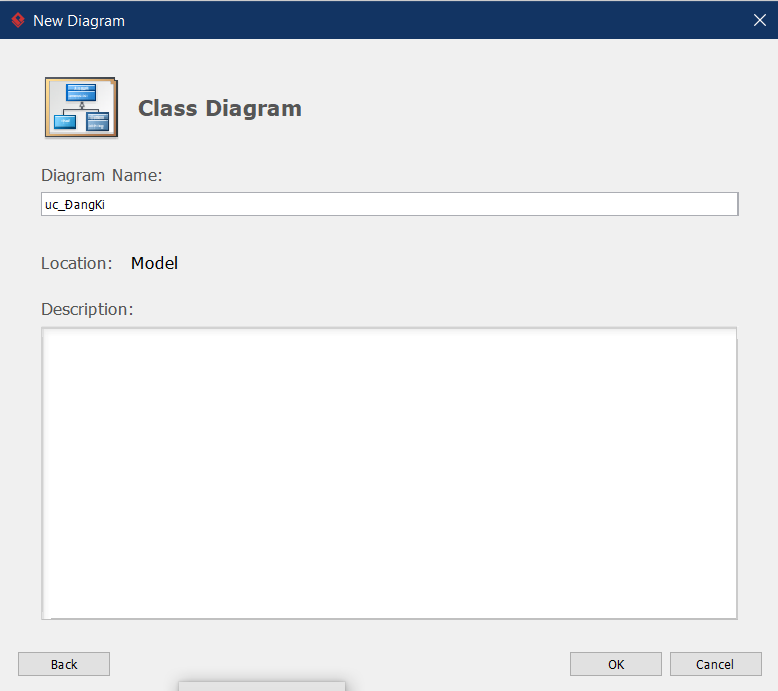 New Diagram
Class Diagram
Diagram Name:
uc_ĐangKi
Location: Model
Description:
Back OK Cancel